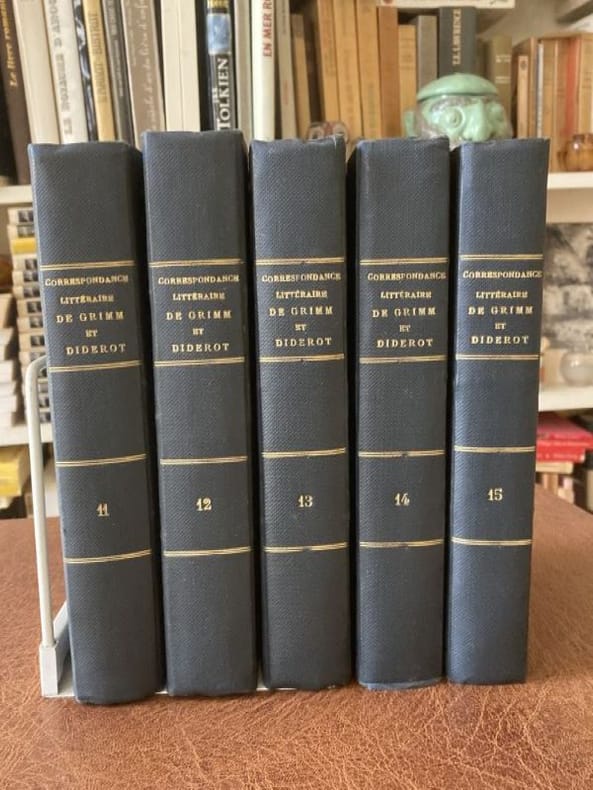 CORRESPONDANCE
LITTÉRAIRE
DE GRIMM
ET
DIDEROT
11
CORRESPONDANCE
LITTÉRAIRE
DE GRIMM
ET
DIDEROT
12
CORRESPONDANCE
LITTÉRAIRE
DE GRIMM
ET
DIDEROT
13
CORRESPONDANCE
LITTÉRAIRE
DE GRIMM
ET
DIDEROT
14
CORRESPONDANCE
LITTÉRAIRE
DE GRIMM
ET
DIDEROT
15
TOLKIEN
EN MER RO